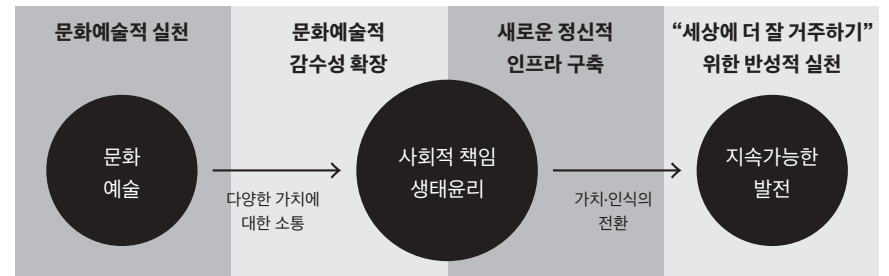 문화예술적 실천
문화예술적
감수성 확장
새로운 정신적
인프라 구축
“세상에 더 잘 거주하기”
위한 반성적 실천
문화
예술
다양한 가치에
대한 소통
사회적 책임
생태윤리
가치·인식의
전환
지속가능한
발전